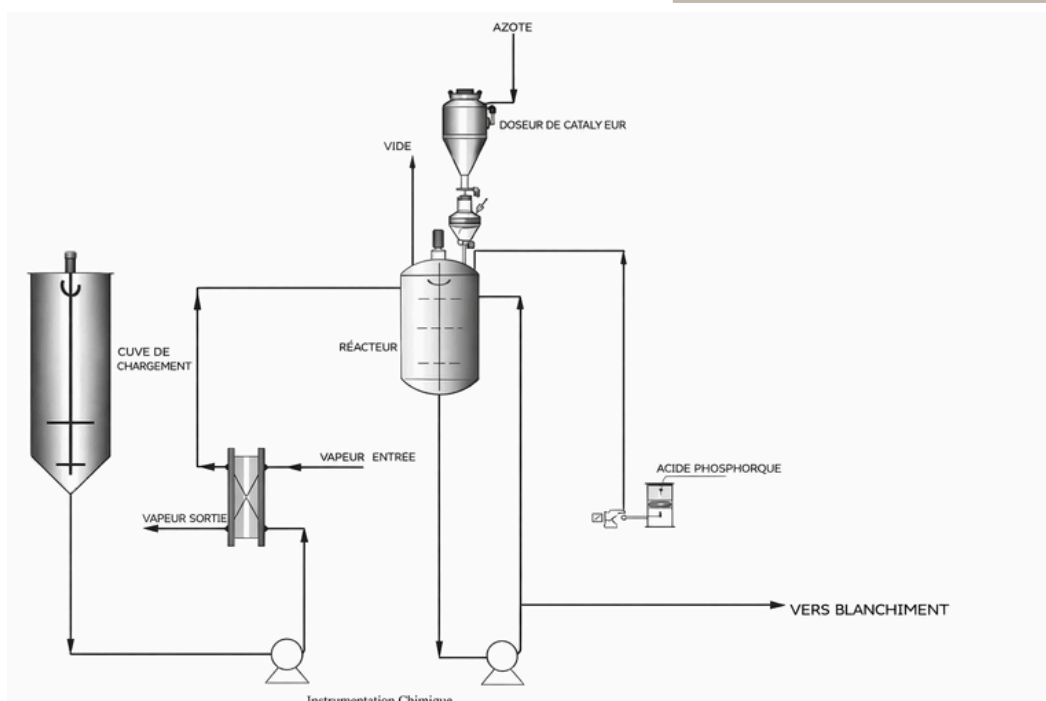 AZOTE
DOSEUR DE CATALY EUR
VIDE
CUVE DE
CHARGEMENT
RÉACTEUR
VAPEUR ENTREE
ACIDE PHOSPHORQUE
VAPEUR SORTIE
VERS BLANCHIMENT
Instrumentation Chimique